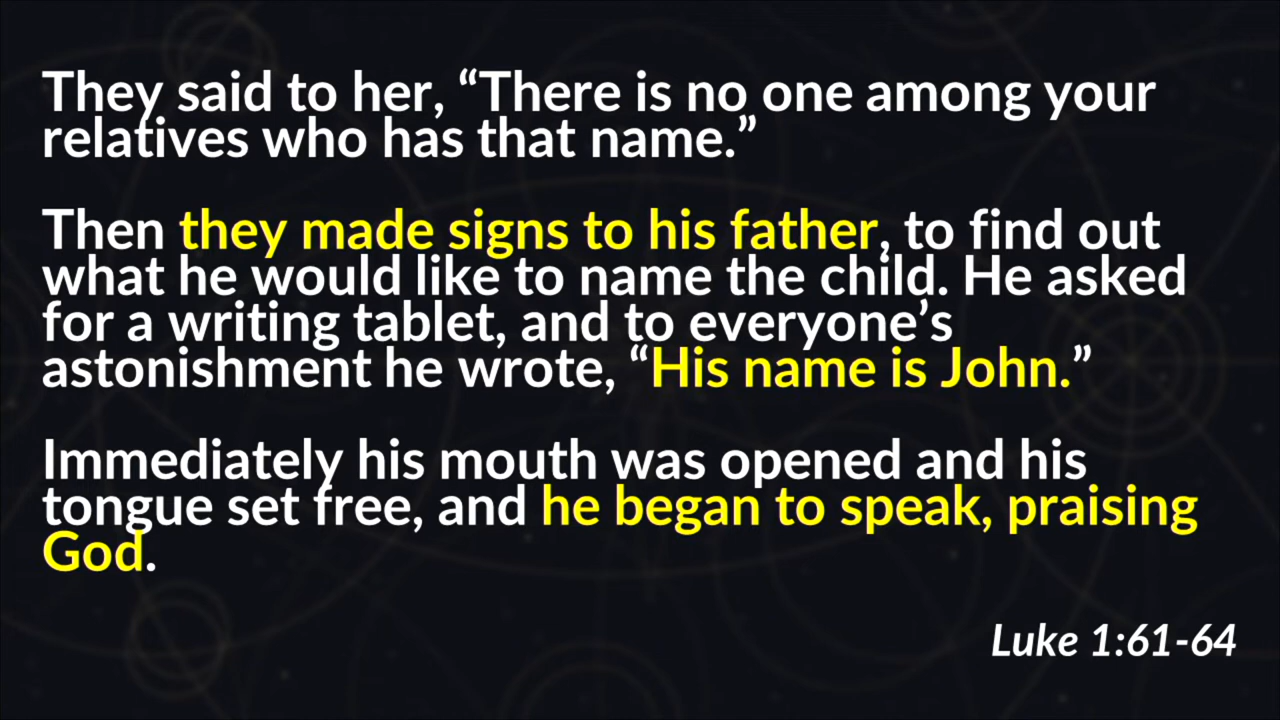 They said to her, “There is no one among your
relatives who has that name.”
Then they made signs to his father, to find out
what he would like to name the child. He asked
for a writing tablet, and to everyone’s
astonishment he wrote, “His name is John.”
Immediately his mouth was opened and his
tongue set free, and he began to speak, praising
God.
Luke 1:61-64